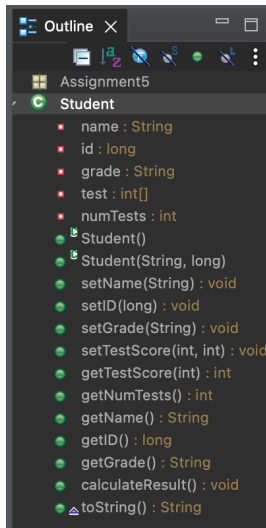 Outline
Assignment5
Student
name : String
id : long
grade : String
test : int[]
numTests : int
Student()
Student(String, long)
setName(String) : void
setID(long) : void
setGrade(String) : void
setTestScore(int, int) : void
getTestScore(int) : int
getNumTests() : int
getName() : String
getID() : long
getGrade() : String
calculateResult() : void
toString() : String